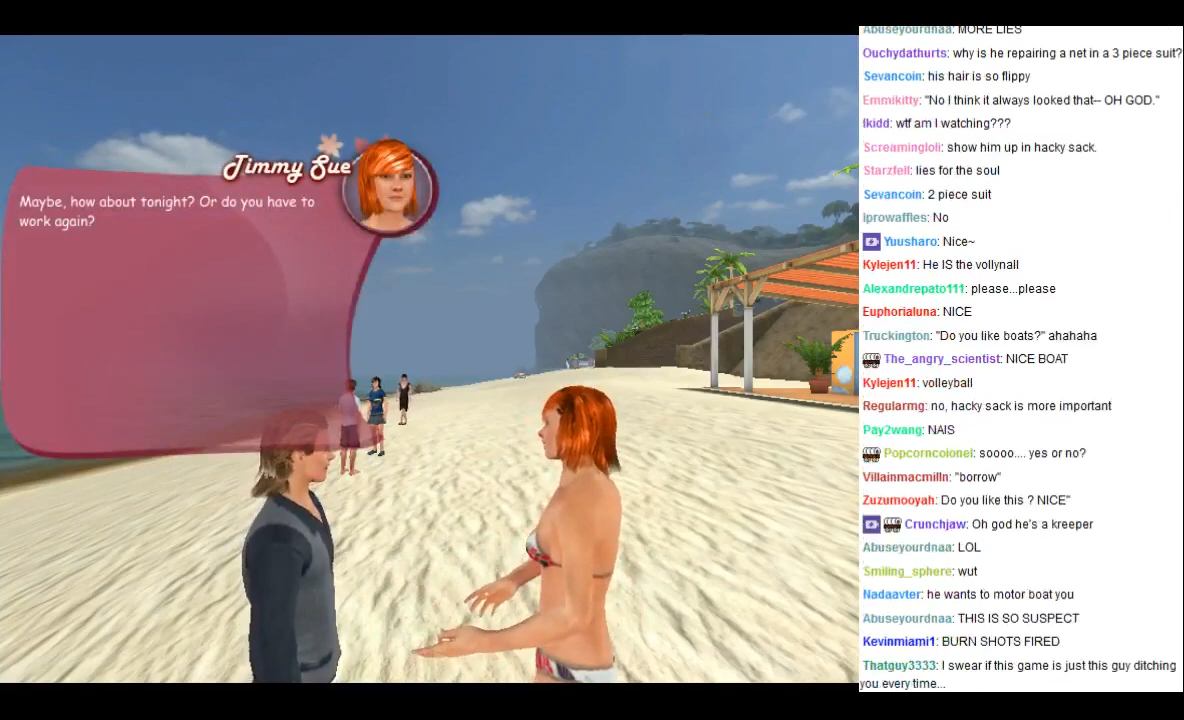 Jimmy Sue
Maybe, how about tonight? Or do you have to
work again?
Abuseyourdnaa: MORE LIES
Ouchydathurts: why is he repairing a net in a 3 piece suit?
Sevancoin: his hair is so flippy
Emmikitty: "No I think it always looked that-- OH GOD."
Ikidd: wtf am I watching???
Screamingloli: show him up in hacky sack.
Starzfell: lies for the soul
Sevancoin: 2 piece suit
Iprowaffles: No
Yuusharo: Nice~
Kylejen11: He IS the vollynall
Alexandrepato111: please...please
Euphorialuna: NICE
Truckington: "Do you like boats?" ahahaha
The_angry_scientist: NICE BOAT
Kylejen11: volleyball
Regularmg: no, hacky sack is more important
Pay2wang: NAIS
Popcorncolonel: soooo.... yes or no?
Villainmacmilln: "borrow"
Zuzumooyah: Do you like this ? NICE"
Crunchjaw: Oh god he's a kreeper
Abuseyourdnaa: LOL
Smiling_sphere: wut
Nadaavter: he wants to motor boat you
Abuseyourdnaa: THIS IS SO SUSPECT
Kevinmiami1: BURN SHOTS FIRED
Thatguy3333: I swear if this game is just this guy ditching
you every time...